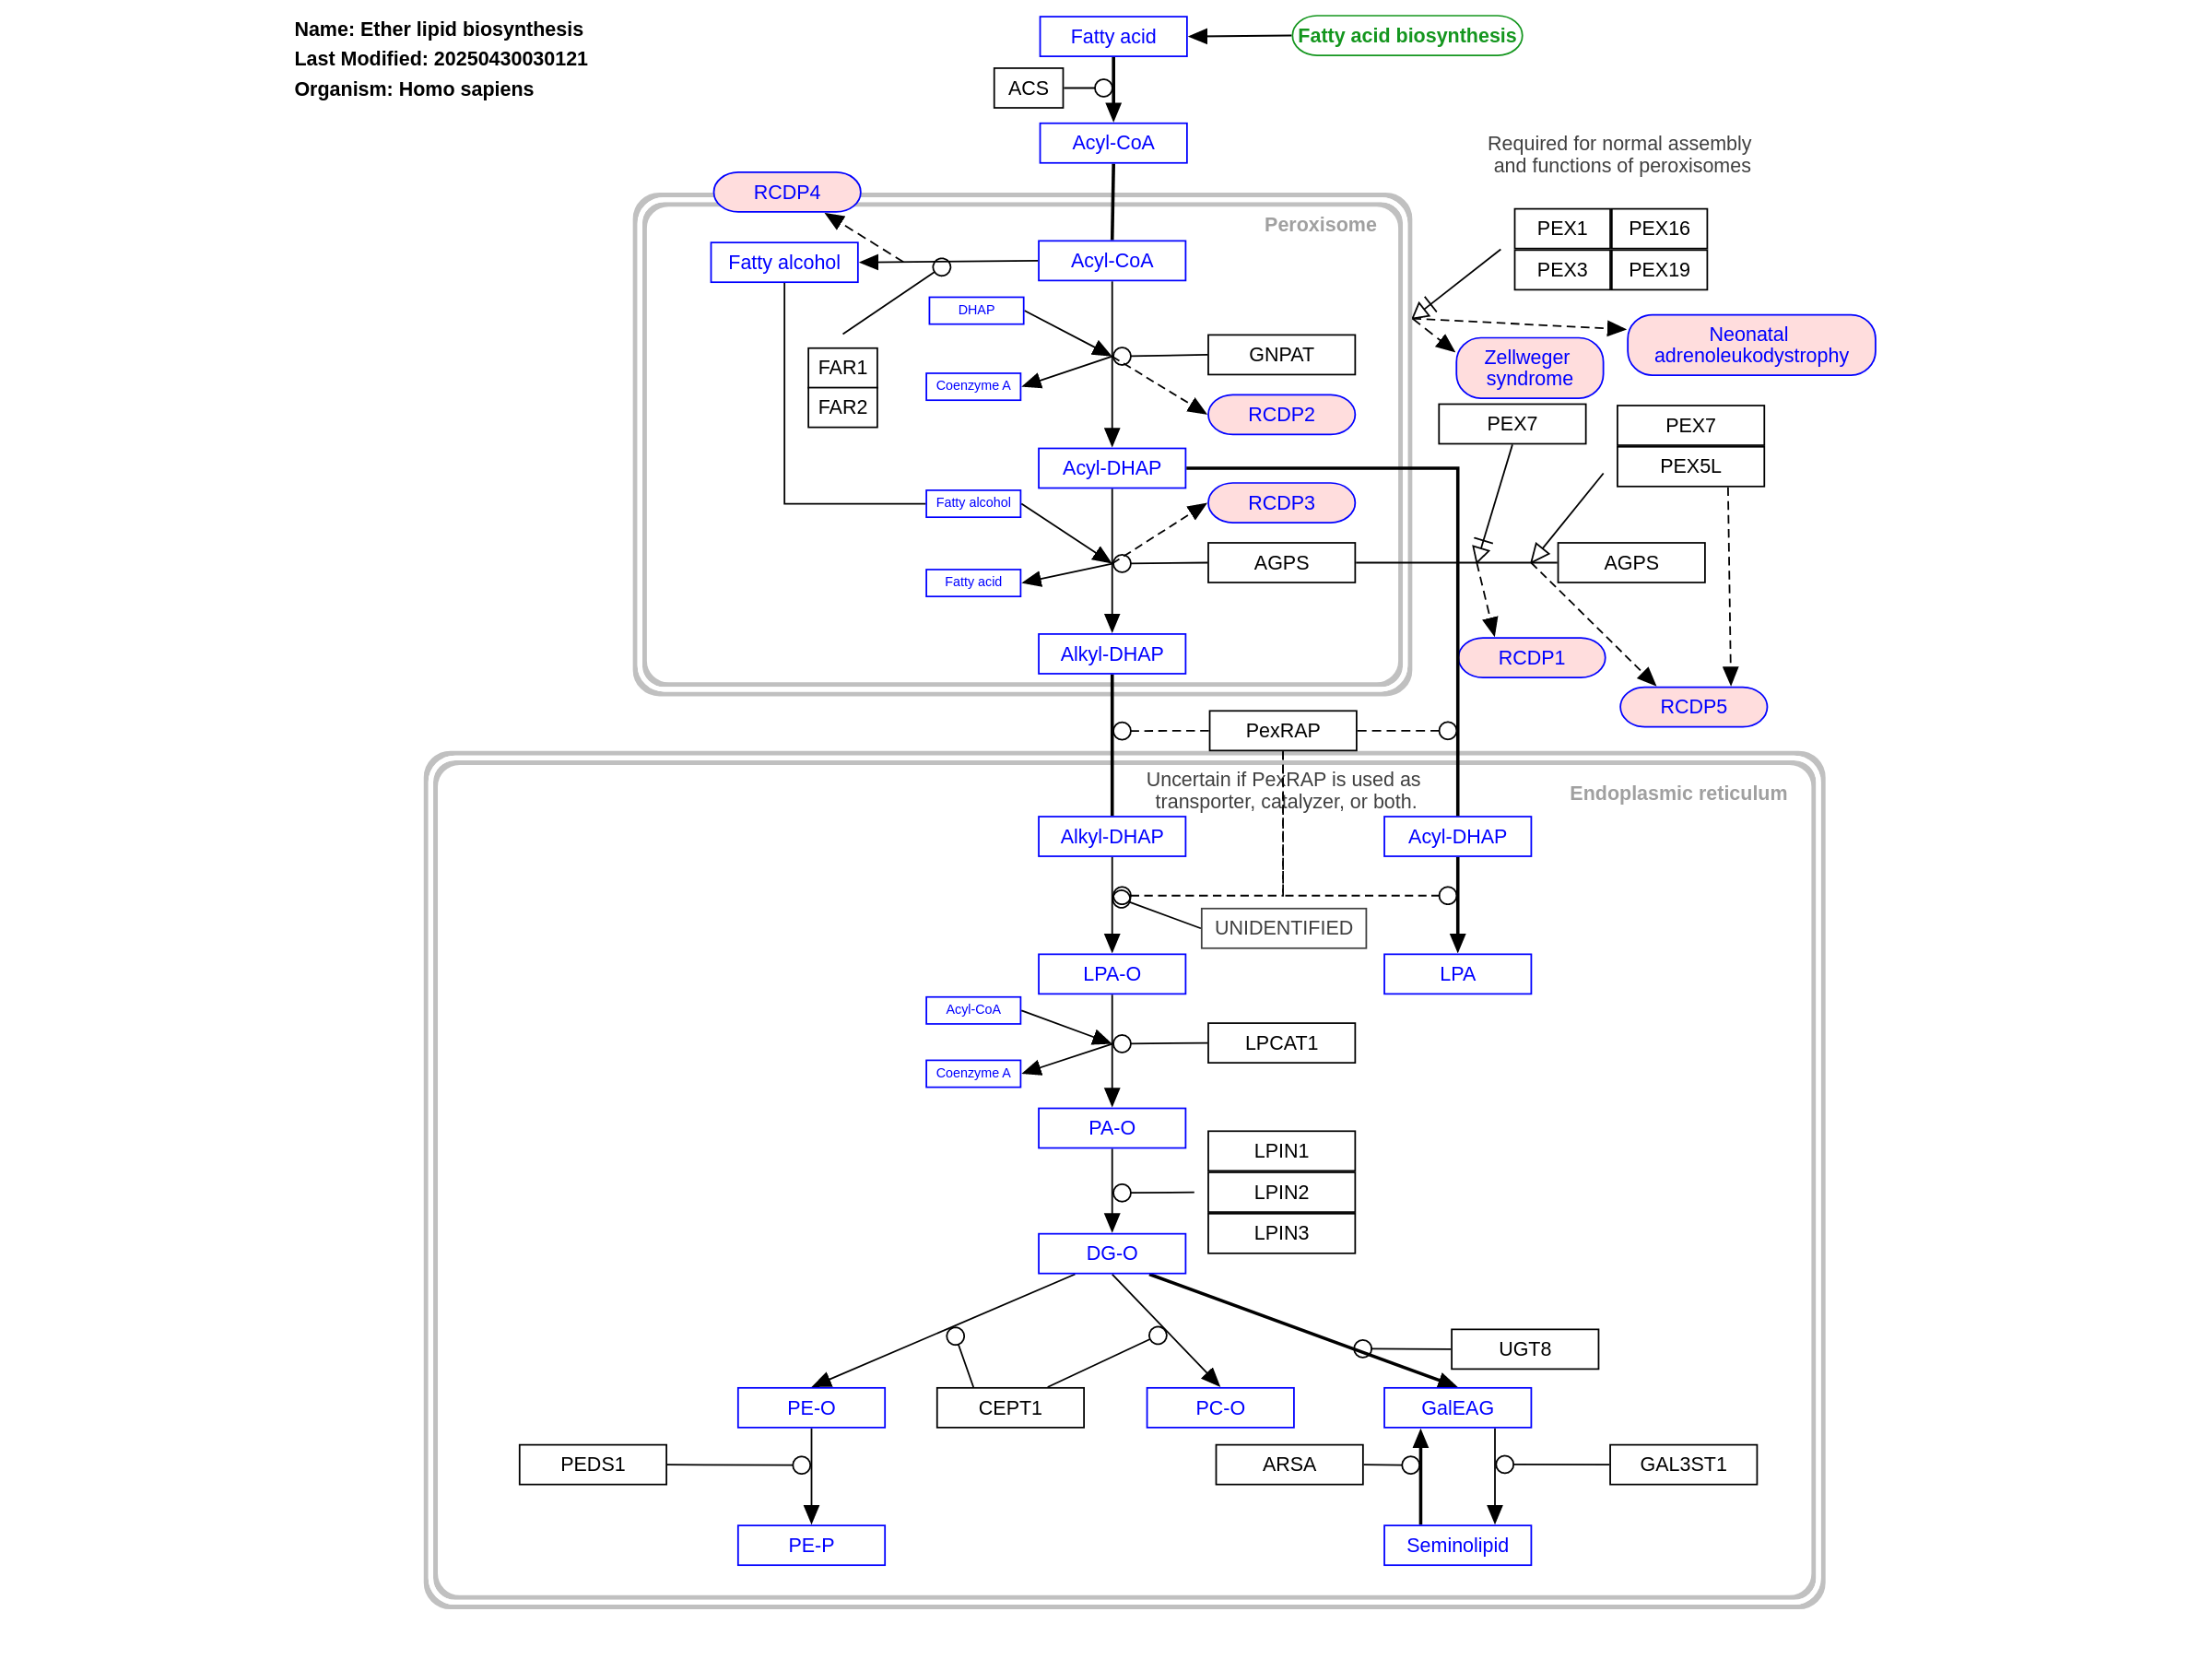 Name: Ether lipid biosynthesis
Last Modified: 20250430030121
Organism: Homo sapiens
Fatty acid
Fatty acid biosynthesis
ACS
Acyl-CoA
Required for normal assembly
and functions of peroxisomes
RCDP4
Peroxisome
PEX1
PEX16
PEX3
PEX19
Fatty alcohol
Acyl-CoA
DHAP
GNPAT
Neonatal
adrenoleukodystrophy
Zellweger
syndrome
FAR1
FAR2
Coenzyme A
RCDP2
PEX7
PEX7
PEX5L
Acyl-DHAP
Fatty alcohol
RCDP3
AGPS
AGPS
Fatty acid
Alkyl-DHAP
RCDP1
RCDP5
PexRAP
Uncertain if PexRAP is used as
transporter, catalyzer, or both.
Endoplasmic reticulum
Alkyl-DHAP
Acyl-DHAP
UNIDENTIFIED
LPA-O
LPA
Acyl-CoA
LPCAT1
Coenzyme A
PA-O
LPIN1
LPIN2
LPIN3
DG-O
UGT8
PE-O
CEPT1
PC-O
GalEAG
PEDS1
ARSA
GAL3ST1
PE-P
Seminolipid